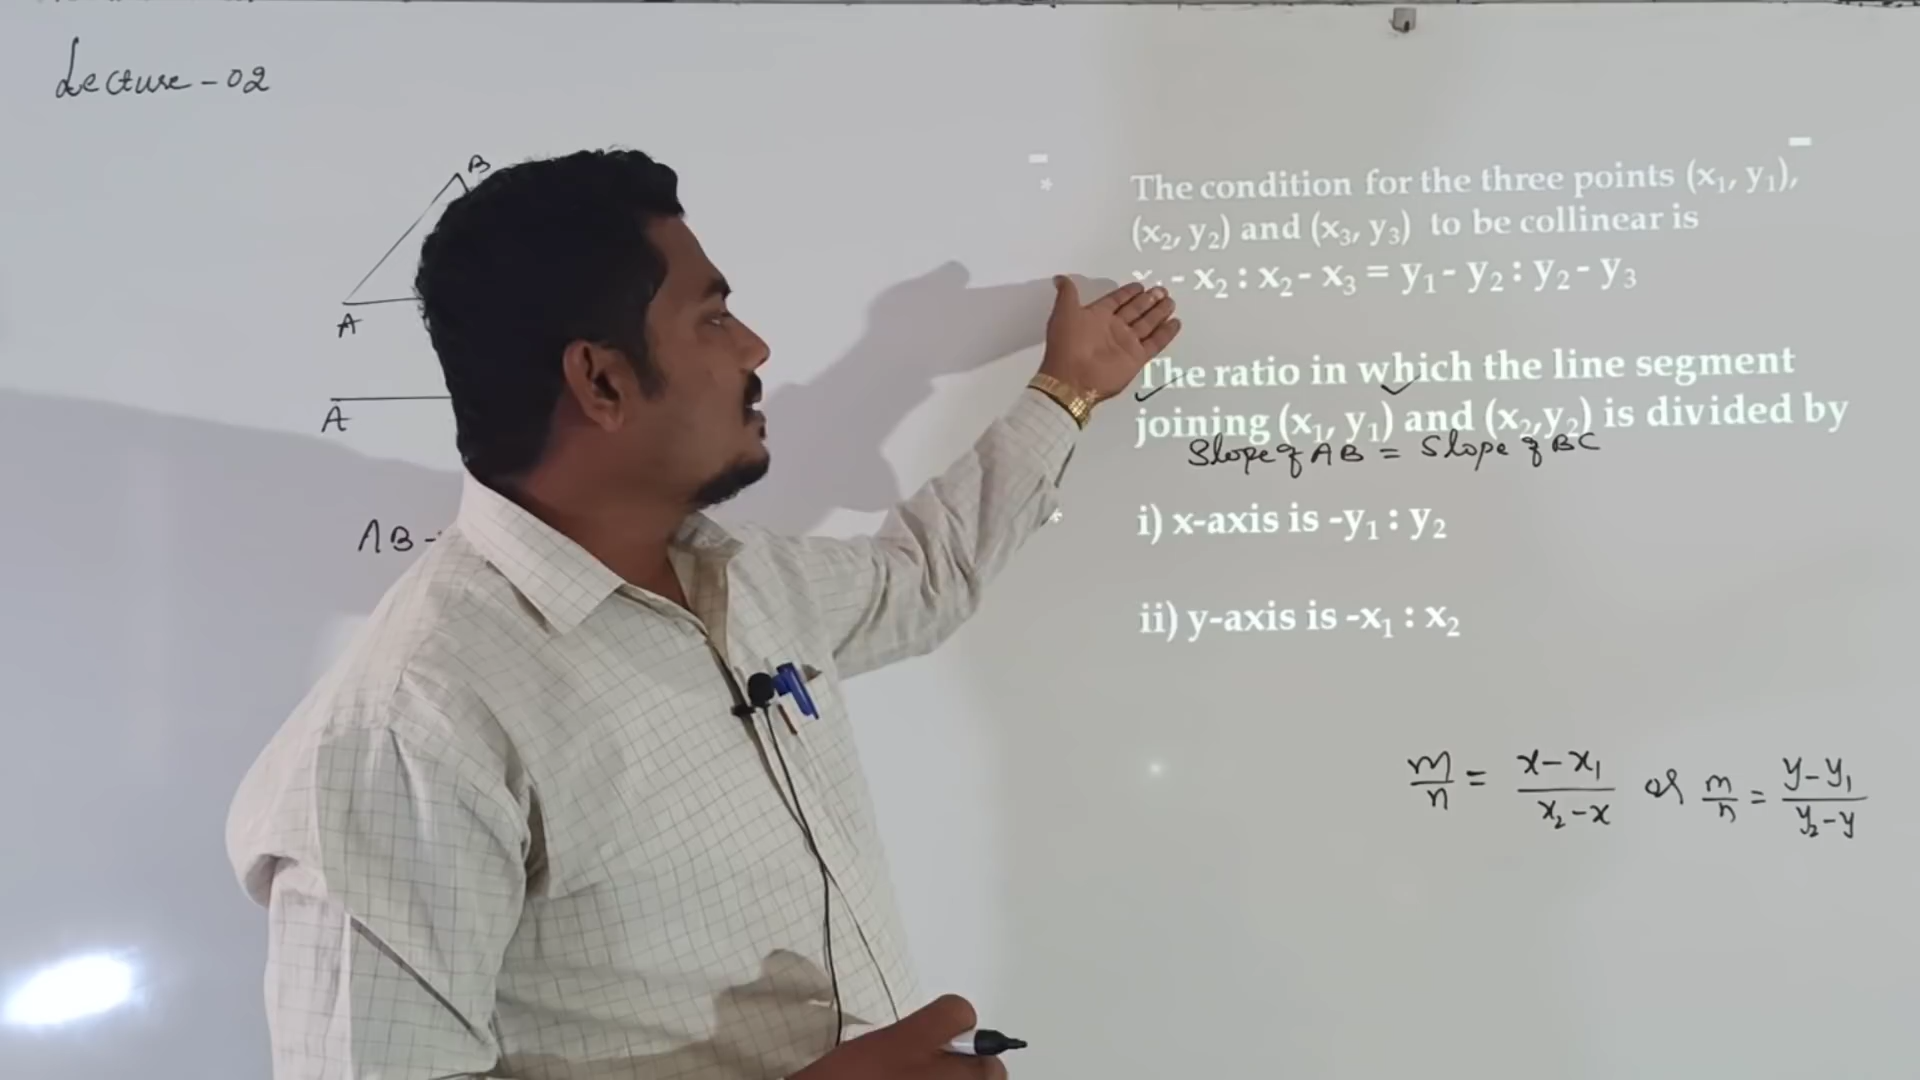 Lecture-02
B
A
A
AB-
* The condition for the three points (x₁, y₁),
(x₂, y₂) and (x₃, y₃) to be collinear is
x₁ - x₂ : x₂ - x₃ = y₁ - y₂ : y₂ - y₃
The ratio in which the line segment
joining (x₁, y₁) and (x₂,y₂) is divided by
Slope of AB = Slope of BC
* i) x-axis is -y₁ : y₂
ii) y-axis is -x₁ : x₂
m/n = x-x₁/x₂-x or m/n = y-y₁/y₂-y